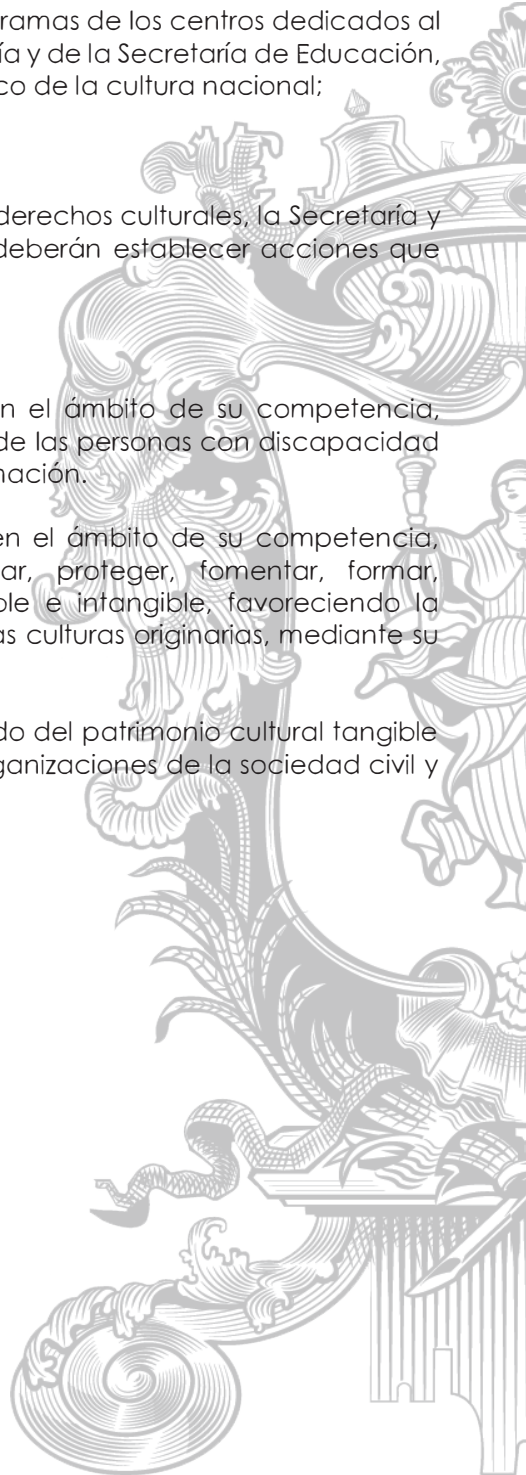 ramas de los centros dedicados al
ía y de la Secretaría de Educación,
co de la cultura nacional;
derechos culturales, la Secretaría y
deberán establecer acciones que
n el ámbito de su competencia,
de las personas con discapacidad
mación.
en el ámbito de su competencia,
ar, proteger, fomentar, formar,
ble e intangible, favoreciendo la
as culturas originarias, mediante su
do del patrimonio cultural tangible
ganizaciones de la sociedad civil y